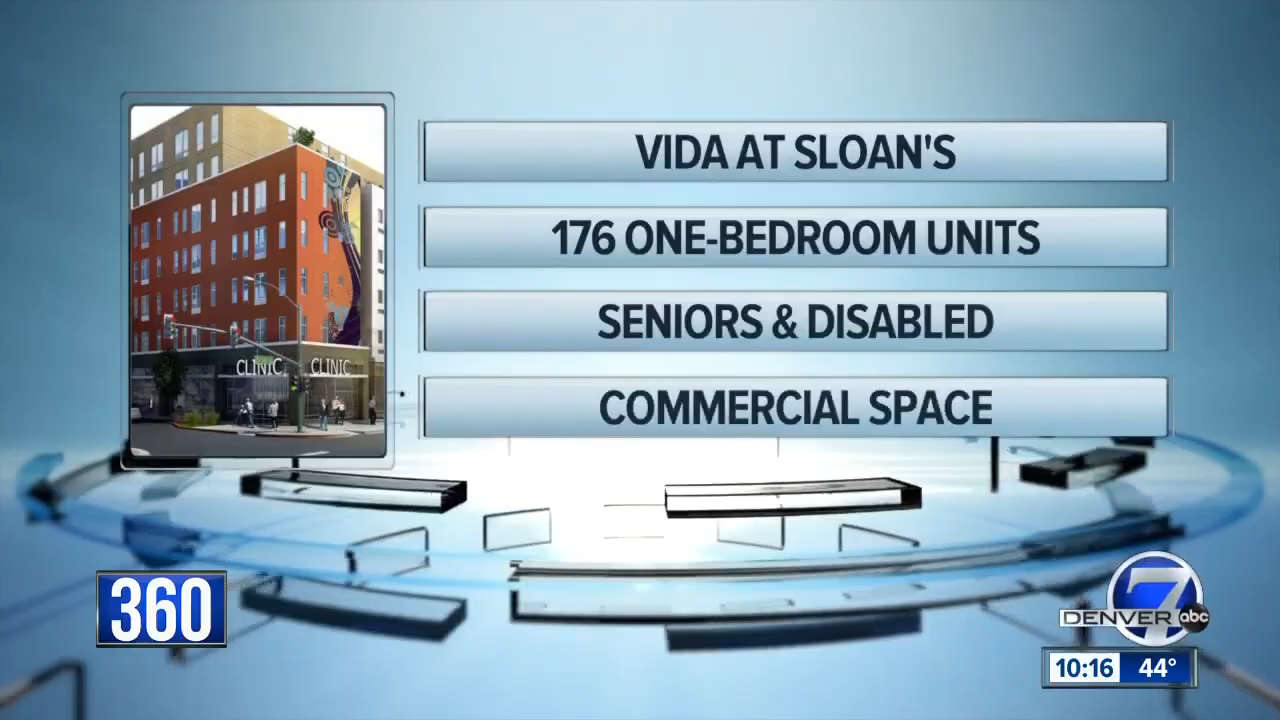 VIDA AT SLOAN'S
176 ONE-BEDROOM UNITS
SENIORS & DISABLED
COMMERCIAL SPACE
CLINIC CLINIC
360
DENVER 7 abc
10:16 44°